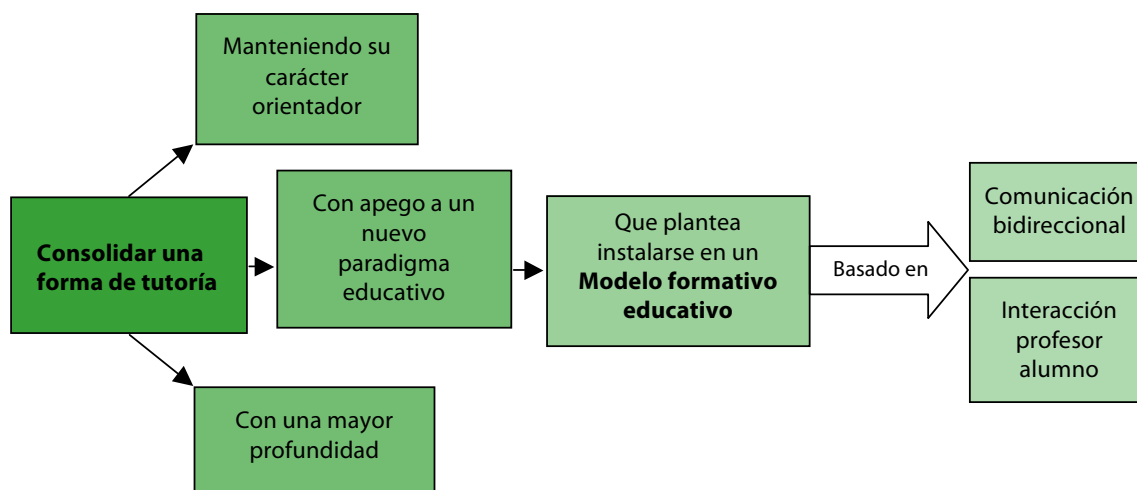 Manteniendo su
carácter
orientador
Consolidar una
forma de tutoría
Con apego a un
nuevo
paradigma
educativo
Que plantea
instalarse en un
Modelo formativo
educativo
Basado en
Comunicación
bidireccional
Interacción
profesor
alumno
Con una mayor
profundidad